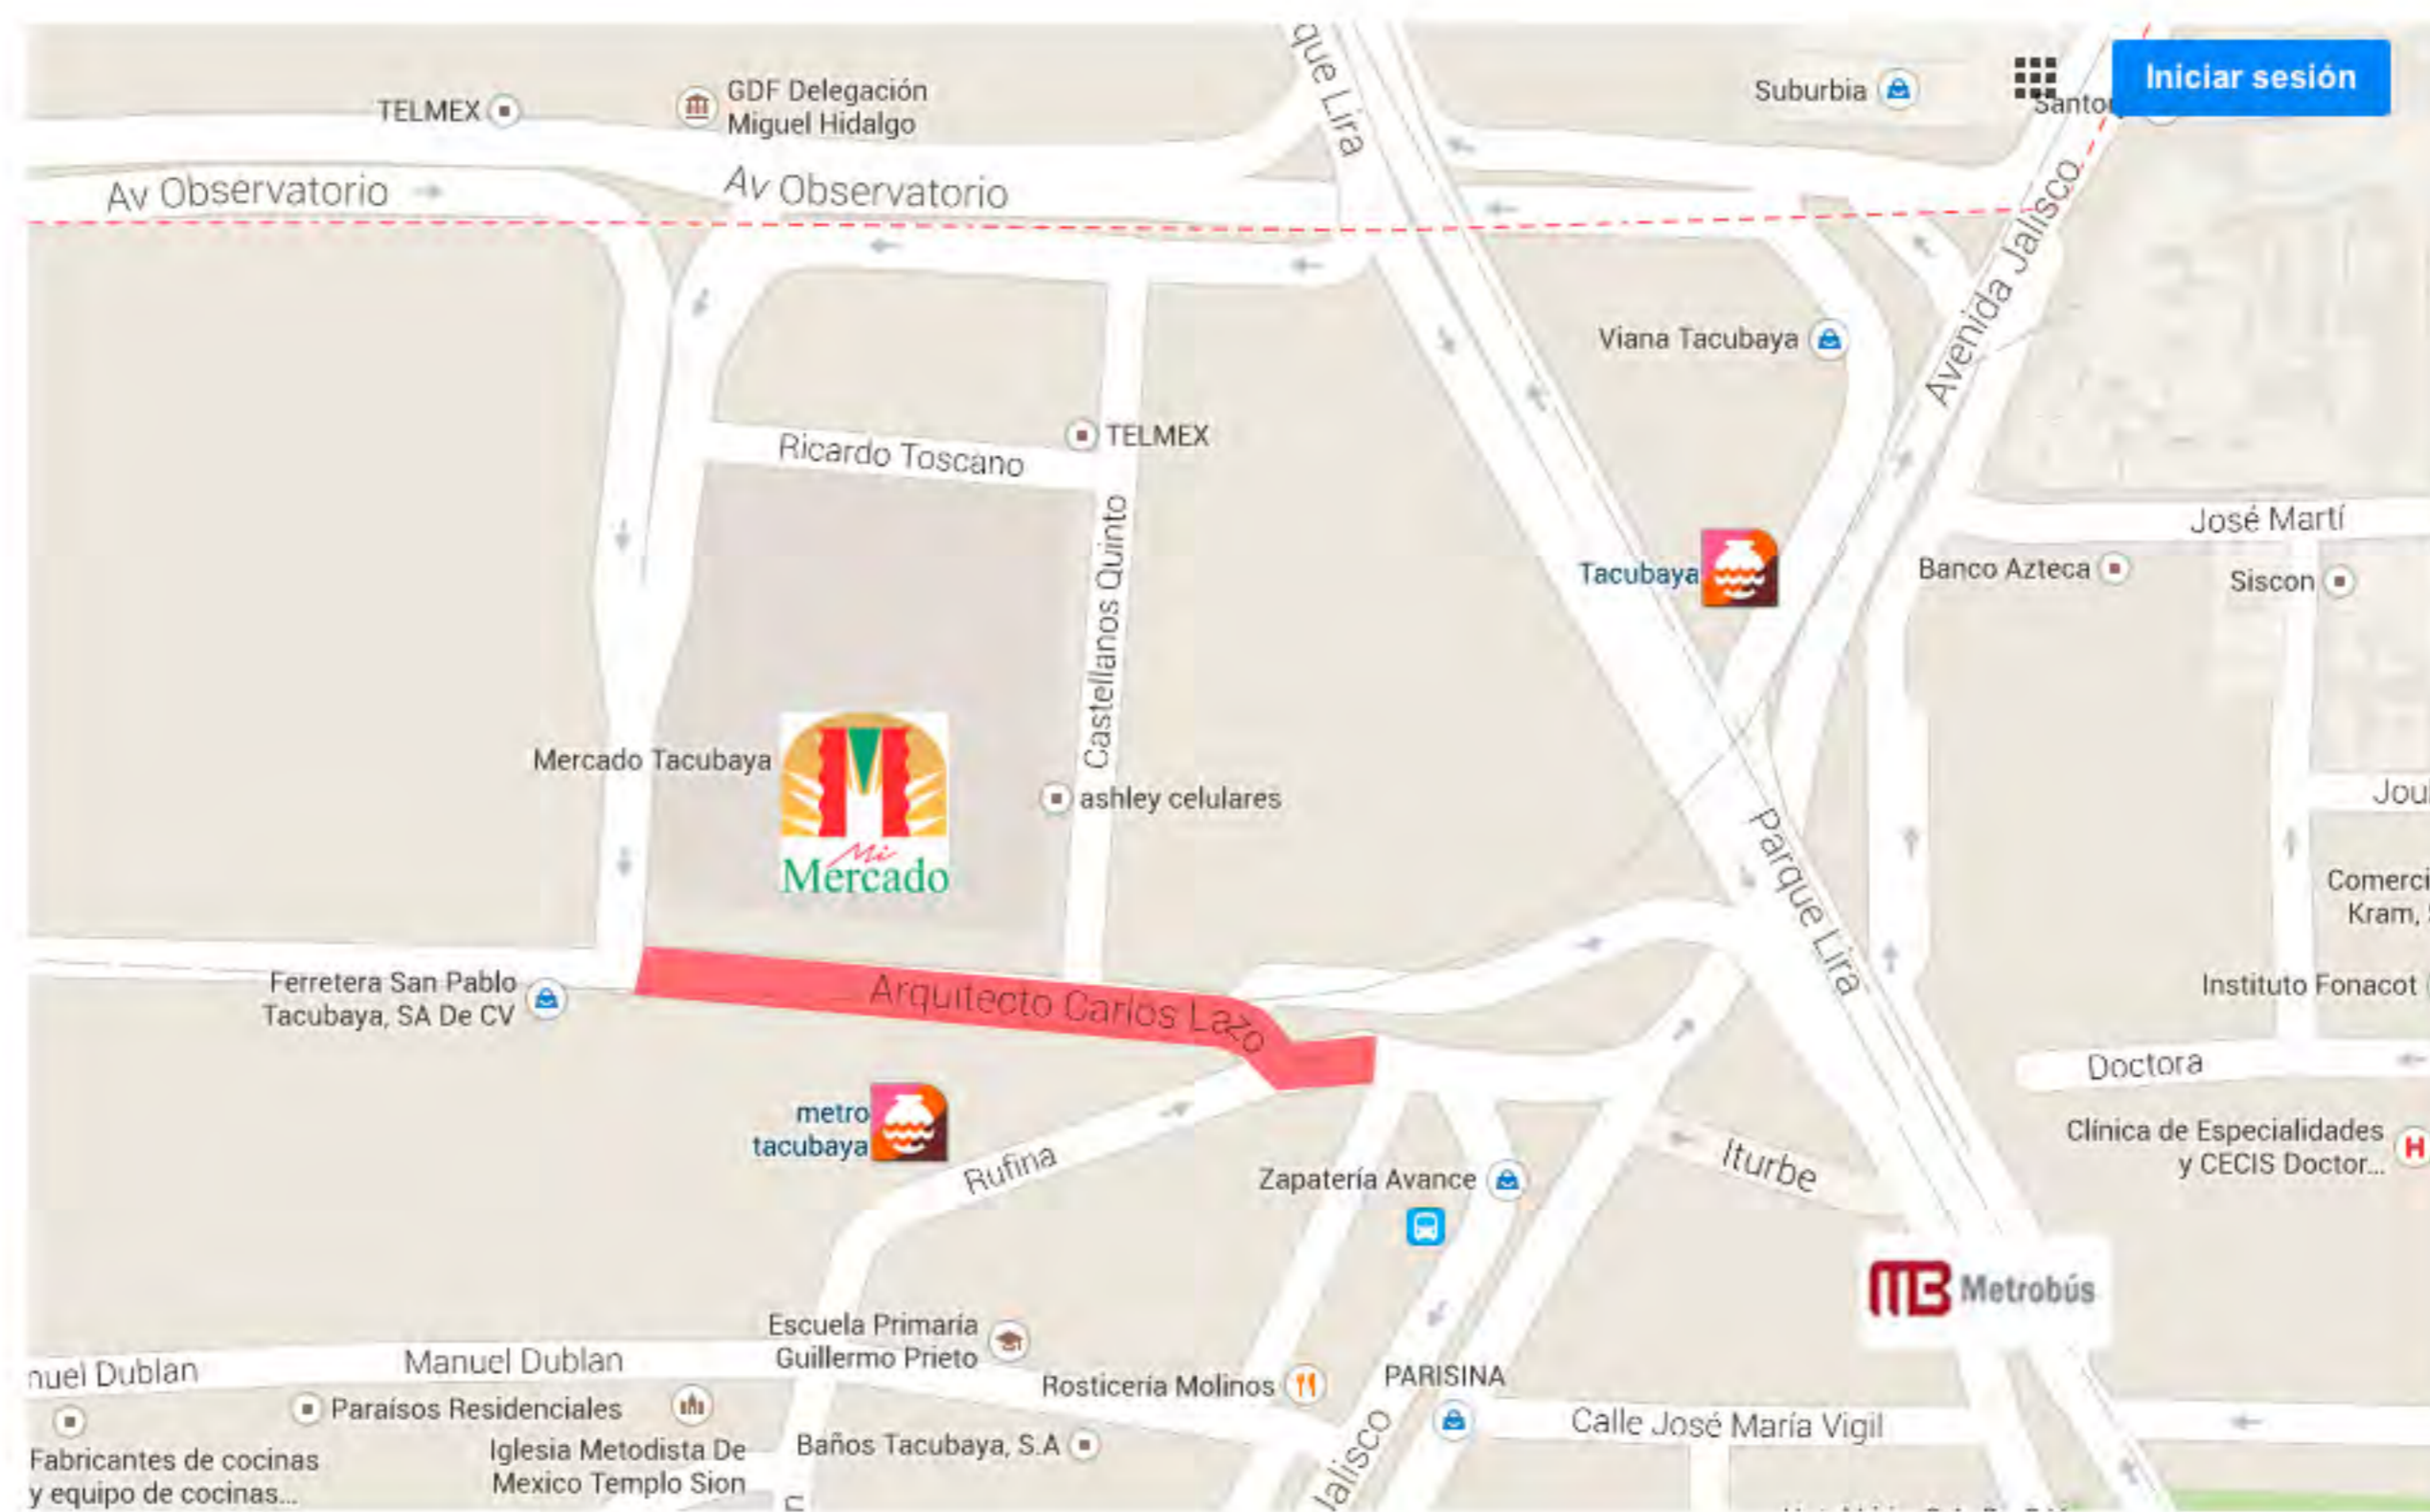 que Lira
TELMEX
GDF Delegación
Miguel Hidalgo
Suburbia
Iniciar sesión
Av Observatorio
Av Observatorio
Avenida Jalisco
Viana Tacubaya
Ricardo Toscano
TELMEX
Castellanos Quinto
Tacubaya
José Martí
Banco Azteca
Siscon
Mercado Tacubaya
Mi
Mercado
ashley celulares
Jou
Parque Lira
Comerci
Kram,
Ferretera San Pablo
Tacubaya, SA De CV
Arquitecto Carlos Lazo
Instituto Fonacot
Doctora
metro
tacubaya
Rufina
Zapatería Avance
Iturbe
Clínica de Especialidades
y CECIS Doctor...
H
MB Metrobús
Escuela Primaria
Guillermo Prieto
nuel Dublan
Manuel Dublan
Rosticería Molinos
PARISINA
Paraísos Residenciales
Calle José María Vigil
Iglesia Metodista De
Mexico Templo Sion
Baños Tacubaya, S.A
Jalisco
Fabricantes de cocinas
y equipo de cocinas...